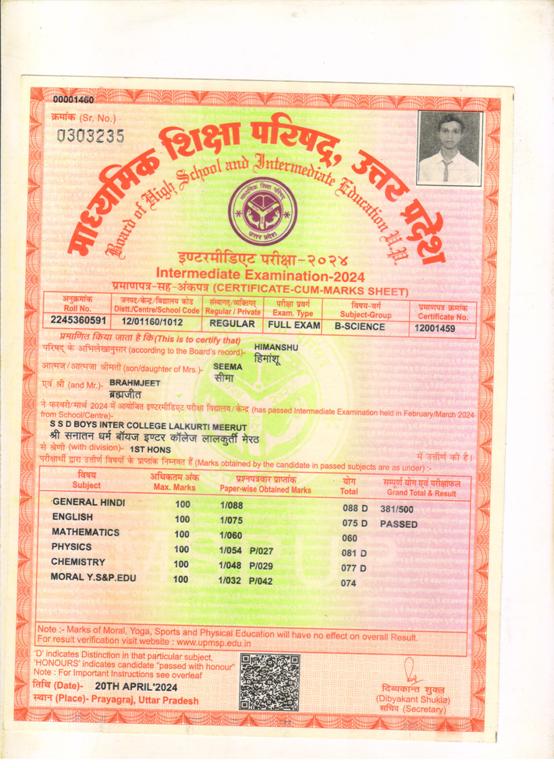 00001460
क्रमांक (Sr. No.)
0303235
माध्यमिक शिक्षा परिषद्, उत्तर प्रदेश
Board of High School and Intermediate Education U.P.
इण्टरमीडिएट परीक्षा-२०२४
Intermediate Examination-2024
प्रमाणपत्र-सह-अंकपत्र (CERTIFICATE-CUM-MARKS SHEET)
अनुक्रमांक जनपद/केन्द्र/विद्यालय कोड संस्थागत/व्यक्तिगत परीक्षा प्रवर्ग विषय-वर्ग प्रमाणपत्र क्रमांक
Roll No. Distt./Centre/School Code Regular / Private Exam. Type Subject-Group Certificate No.
2245360591 12/01160/1012 REGULAR FULL EXAM B-SCIENCE 12001459
प्रमाणित किया जाता है कि(This is to certify that)
परिषद् के अभिलेखानुसार (according to the Board's record)- HIMANSHU
हिमांशू
आत्मज/आत्मजा श्रीमती (son/daughter of Mrs.)- SEEMA
सीमा
एवं श्री (and Mr.)- BRAHMJEET
ब्रह्मजीत
ने फरवरी/मार्च 2024 में आयोजित इण्टरमीडिएट परीक्षा विद्यालय/केन्द्र (has passed Intermediate Examination held in February/March 2024
from School/Centre)-
S S D BOYS INTER COLLEGE LALKURTI MEERUT
श्री सनातन धर्म बॉयज इण्टर कॉलेज लालकुर्ती मेरठ
से श्रेणी (with division)- 1ST HONS में उत्तीर्ण की है।
परीक्षार्थी द्वारा उत्तीर्ण विषयों के प्राप्तांक निम्नवत हैं (Marks obtained by the candidate in passed subjects are as under) :-
विषय अधिकतम अंक प्रश्नपत्रवार प्राप्तांक योग सम्पूर्ण योग एवं परीक्षाफल
Subject Max. Marks Paper-wise Obtained Marks Total Grand Total & Result
GENERAL HINDI 100 1/088 088 D 381/500
ENGLISH 100 1/075 075 D PASSED
MATHEMATICS 100 1/060 060
PHYSICS 100 1/054 P/027 081 D
CHEMISTRY 100 1/048 P/029 077 D
MORAL Y.S&P.EDU 100 1/032 P/042 074
Note :- Marks of Moral, Yoga, Sports and Physical Education will have no effect on overall Result.
For result verification visit website : www.upmsp.edu.in
'D' indicates Distinction in that particular subject,
'HONOURS' indicates candidate "passed with honour"
Note : For Important Instructions see overleaf
तिथि (Date)- 20TH APRIL'2024
स्थान (Place)- Prayagraj, Uttar Pradesh
दिव्यकान्त शुक्ल
(Dibyakant Shukla)
सचिव (Secretary)